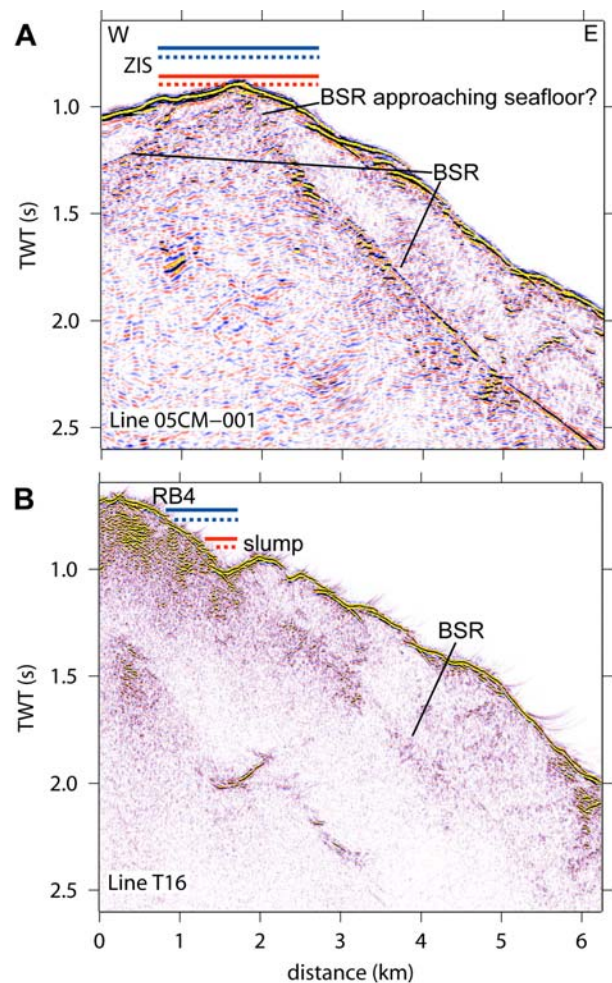 A
W
E
ZIS
BSR approaching seafloor?
BSR
TWT (s)
1.0
1.5
2.0
2.5
Line 05CM–001
B
RB4
slump
BSR
TWT (s)
1.0
1.5
2.0
2.5
Line T16
0 1 2 3 4 5 6
distance (km)